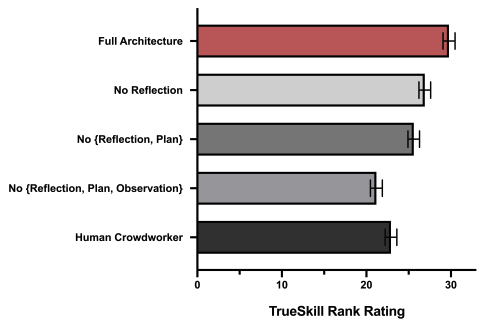 Full Architecture
No Reflection
No {Reflection, Plan}
No {Reflection, Plan, Observation}
Human Crowdworker
0 10 20 30
TrueSkill Rank Rating